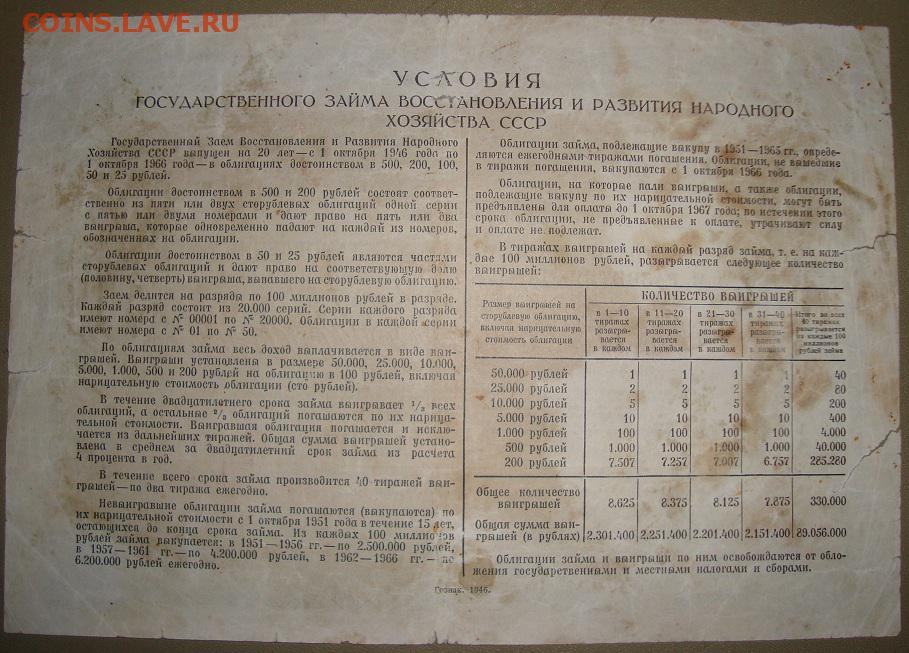 COINS.LAVE.RU
УСЛОВИЯ
ГОСУДАРСТВЕННОГО ЗАЙМА ВОССТАНОВЛЕНИЯ И РАЗВИТИЯ НАРОДНОГО
ХОЗЯЙСТВА СССР
Государственный Заем Восстановления и Развития Народного
Хозяйства СССР выпущен на 20 лет — с 1 октября 1946 года по
1 октября 1966 года — в облигациях достоинством в 500, 200, 100,
50 и 25 рублей.
Облигации достоинством в 500 и 200 рублей состоят соответ-
ственно из пяти или двух сторублевых облигаций одной серии
с пятью или двумя номерами и дают право на пять или два
выигрыша, которые одновременно падают на каждый из номеров,
обозначенных на облигации.
Облигации достоинством в 50 и 25 рублей являются частями
сторублевых облигаций и дают право на соответствующую долю
(половину, четверть) выигрыша, выпавшего на сторублевую облигацию.
Заем делится на разряды по 100 миллионов рублей в разряде.
Каждый разряд состоит из 20.000 серий. Серии каждого разряда
имеют номера с № 00001 по № 20000. Облигации в каждой серии
имеют номера с № 01 по № 50.
По облигациям займа весь доход выплачивается в виде выиг-
рышей. Выигрыши установлены в размере 50.000, 25.000, 10.000,
5.000, 1.000, 500 и 200 рублей на облигацию в 100 рублей, включая
нарицательную стоимость облигации (сто рублей).
В течение двадцатилетнего срока займа выигрывает 1/3 всех
облигаций, а остальные 2/3 облигаций погашаются по их нарица-
тельной стоимости. Выигравшая облигация погашается и исклю-
чается из дальнейших тиражей. Общая сумма выигрышей устано-
влена в среднем за двадцатилетний срок займа из расчета
4 процента в год.
В течение всего срока займа производится 40 тиражей выи-
грышей — по два тиража ежегодно.
Невыигравшие облигации займа погашаются (выкупаются) по
их нарицательной стоимости с 1 октября 1951 года в течение 15 лет,
остающихся до конца срока займа. Из каждых 100 миллионов
рублей займа выкупается: в 1951—1956 гг.—по 2.500.000 рублей,
в 1957—1961 гг.—по 4.200.000 рублей, в 1962—1966 гг. — по
6.200.000 рублей ежегодно.
Облигации займа, подлежащие выкупу в 1951—1965 гг., опреде-
ляются ежегодными тиражами погашения. Облигации, не вышедшие
в тиражи погашения, выкупаются с 1 октября 1966 года.
Облигации, на которые пали выигрыши, а также облигации,
подлежащие выкупу по их нарицательной стоимости, могут быть
предъявлены для оплаты до 1 октября 1967 года; по истечении этого
срока облигации, не предъявленные к оплате, утрачивают силу
и оплате не подлежат.
В тиражах выигрышей на каждый разряд займа, т. е. на каж-
дые 100 миллионов рублей, разыгрывается следующее количество
выигрышей:
Размер выигрышей на сторублевую облигацию, включая нарицательную стоимость облигации
КОЛИЧЕСТВО ВЫИГРЫШЕЙ
в 1—10 тиражах разыгрывается в каждом
в 11—20 тиражах разыгрывается в каждом
в 21—30 тиражах разыгрывается в каждом
в 31—40 тиражах разыгрывается в каждом
Итого во всех 40 тиражах разыгрывается на каждые 100 миллионов рублей займа
50.000 рублей 1 1 1 1 40
25.000 рублей 2 2 2 2 80
10.000 рублей 5 5 5 5 200
5.000 рублей 10 10 10 10 400
1.000 рублей 100 100 100 100 4.000
500 рублей 1.000 1.000 1.000 1.000 40.000
200 рублей 7.507 7.257 7.007 6.757 285.280
Общее количество
выигрышей 8.625 8.375 8.125 7.875 330.000
Общая сумма выи-
грышей (в рублях) 2.301.400 2.251.400 2.201.400 2.151.400 89.056.000
Облигации займа и выигрыши по ним освобождаются от обло-
жения государственными и местными налогами и сборами.
Гознак. 1946.